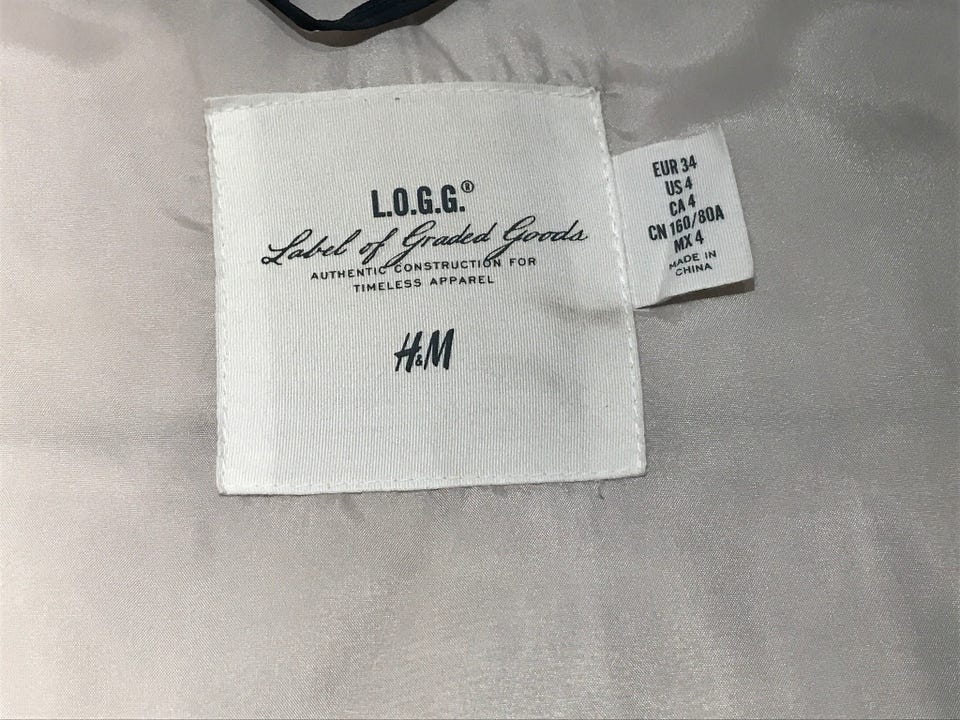 L.O.G.G.®
Label of Graded Goods
AUTHENTIC CONSTRUCTION FOR
TIMELESS APPAREL
H&M
EUR 34
US 4
CA 4
CN 160/80A
MX 4
MADE IN
CHINA